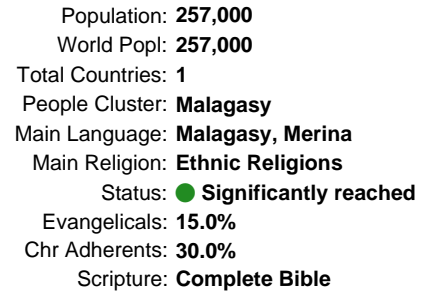 Population: 257,000
World Popl: 257,000
Total Countries: 1
People Cluster: Malagasy
Main Language: Malagasy, Merina
Main Religion: Ethnic Religions
Status: Significantly reached
Evangelicals: 15.0%
Chr Adherents: 30.0%
Scripture: Complete Bible